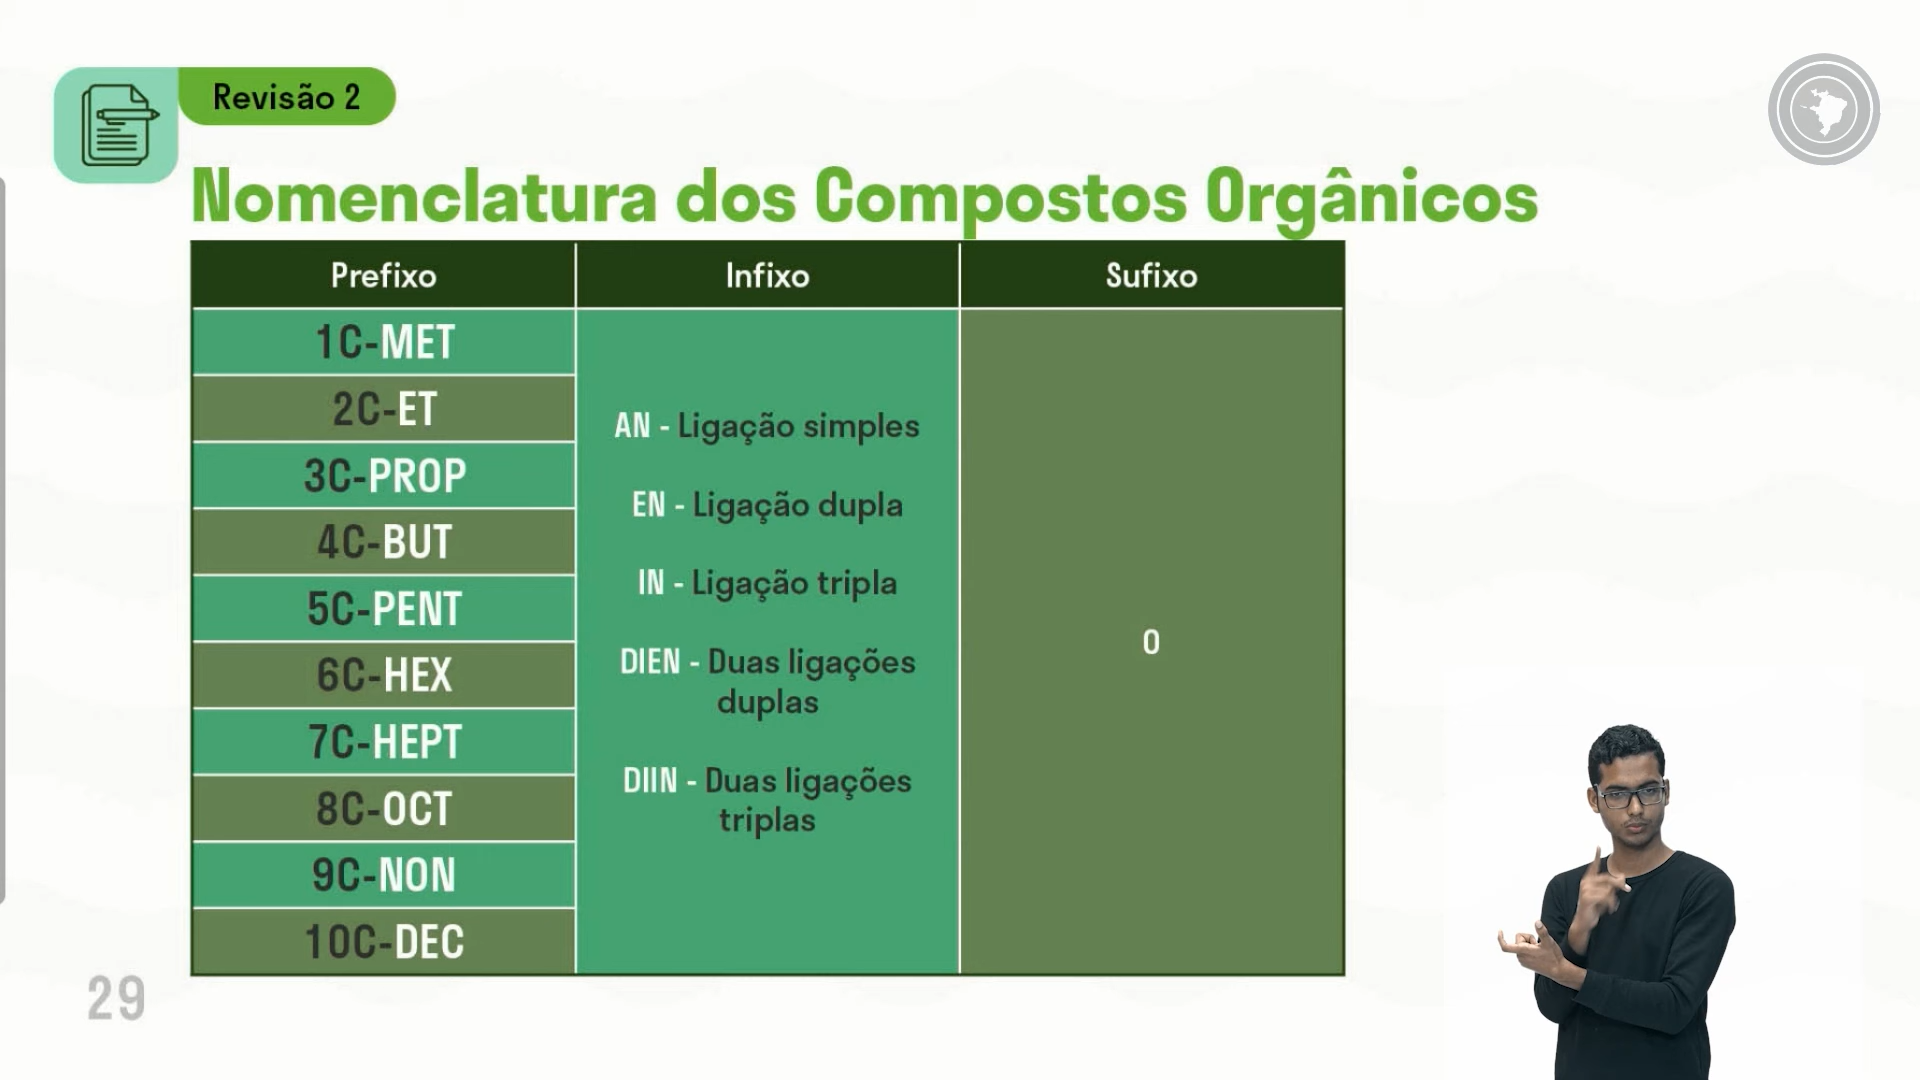 Revisão 2
Nomenclatura dos Compostos Orgânicos
Prefixo
Infixo
Sufixo
1C-MET
2C-ET
3C-PROP
4C-BUT
5C-PENT
6C-HEX
7C-HEPT
8C-OCT
9C-NON
10C-DEC
AN - Ligação simples
EN - Ligação dupla
IN - Ligação tripla
DIEN - Duas ligações
duplas
DIIN - Duas ligações
triplas
O
29